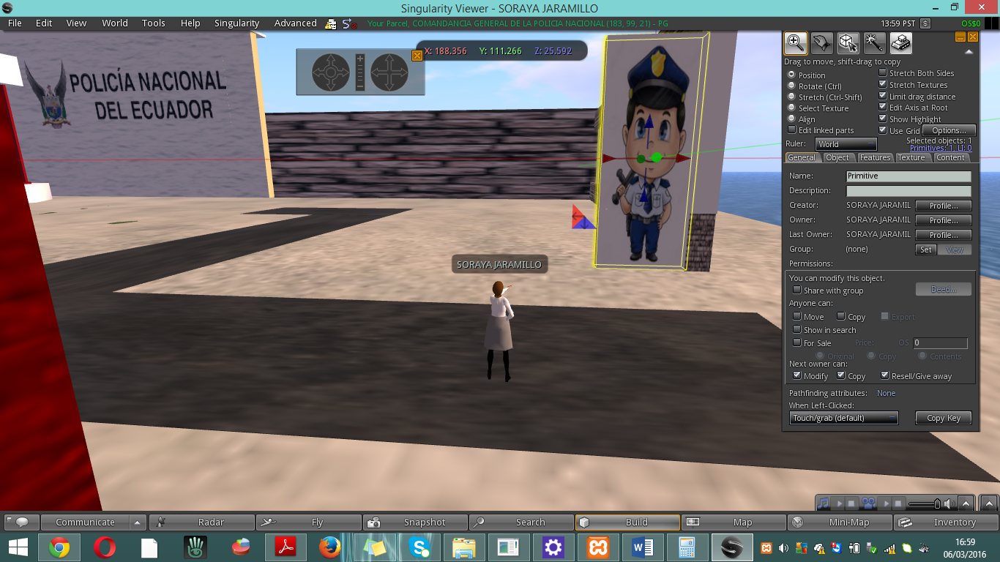 Singularity Viewer - SORAYA JARAMILLO
File Edit View World Tools Help Singularity Advanced
Your Parcel, COMANDANCIA GENERAL DE LA POLICIA NACIONAL (183, 99, 21) - PG
13:59 PST $ OS$0
X: 188.356 Y: 111.266 Z: 25.592
POLICÍA NACIONAL
DEL ECUADOR
SORAYA JARAMILLO
Drag to move, shift-drag to copy
Position
Rotate (Ctrl)
Stretch (Ctrl-Shift)
Select Texture
Align
Edit linked parts
Stretch Both Sides
Stretch Textures
Limit drag distance
Edit Axis at Root
Show Highlight
Use Grid Options...
Ruler: World
Selected objects: 1
Primitives: 1, LI: 0
General Object Features Texture Content
Name: Primitive
Description:
Creator: SORAYA JARAMIL Profile...
Owner: SORAYA JARAMIL Profile...
Last Owner: SORAYA JARAMIL Profile...
Group: (none) Set View
Permissions:
You can modify this object.
Share with group Deed...
Anyone can:
Move Copy Export
Show in search
For Sale Price: OS 0
Original Copy Contents
Next owner can:
Modify Copy Resell/Give away
Pathfinding attributes: None
When Left-Clicked:
Touch/grab (default) Copy Key
Communicate Radar Fly Snapshot Search Build Map Mini-Map Inventory
16:59
06/03/2016